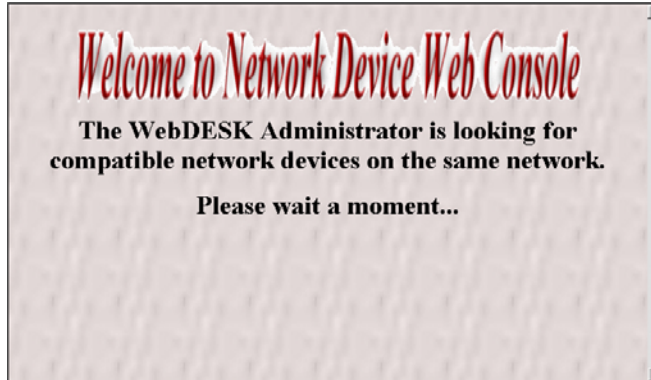 Welcome to Network Device Web Console
The WebDESK Administrator is looking for
compatible network devices on the same network.
Please wait a moment...